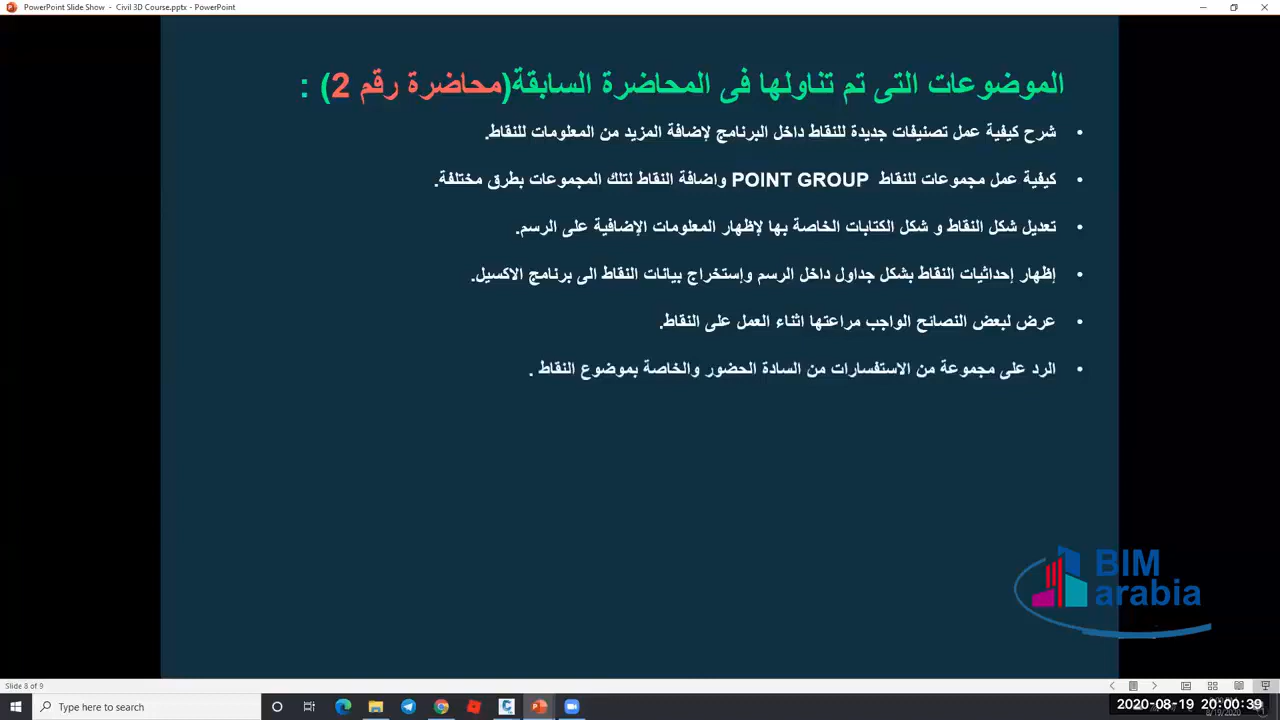 PowerPoint Slide Show - Civil 3D Course.pptx - PowerPoint
الموضوعات التى تم تناولها فى المحاضرة السابقة(محاضرة رقم 2) :
• شرح كيفية عمل تصنيفات جديدة للنقاط داخل البرنامج لإضافة المزيد من المعلومات للنقاط.
• كيفية عمل مجموعات للنقاط POINT GROUP واضافة النقاط لتلك المجموعات بطرق مختلفة.
• تعديل شكل النقاط و شكل الكتابات الخاصة بها لإظهار المعلومات الإضافية على الرسم.
• إظهار إحداثيات النقاط بشكل جداول داخل الرسم وإستخراج بيانات النقاط الى برنامج الاكسيل.
• عرض لبعض النصائح الواجب مراعتها اثناء العمل على النقاط.
• الرد على مجموعة من الاستفسارات من السادة الحضور والخاصة بموضوع النقاط .
BIM
arabia
Slide 8 of 9
Type here to search
2020-08-19 20:00:39